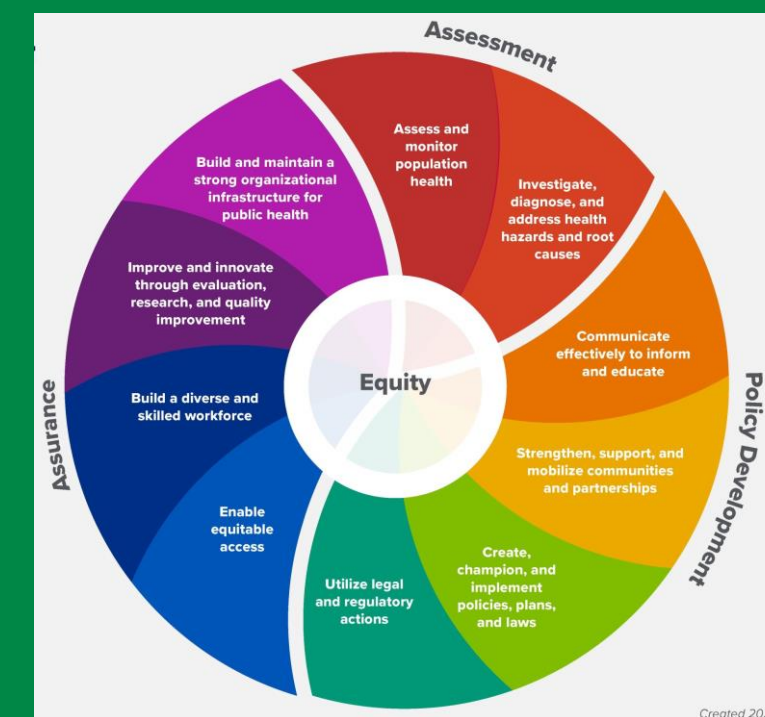 Assessment
Assess and
monitor
population
health
Investigate,
diagnose, and
address health
hazards and root
causes
Policy Development
Communicate
effectively to inform
and educate
Strengthen, support, and
mobilize communities
and partnerships
Create,
champion, and
implement
policies, plans,
and laws
Utilize legal
and regulatory
actions
Assurance
Enable
equitable
access
Build a diverse and
skilled workforce
Improve and innovate
through evaluation,
research, and quality
improvement
Build and maintain a
strong organizational
infrastructure for
public health
Equity
Created